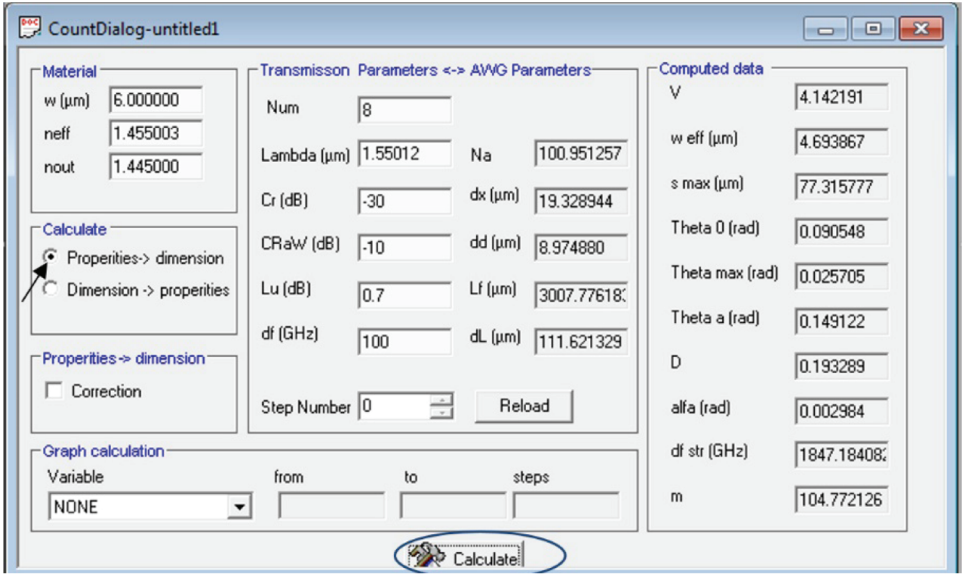 CountDialog-untitled1
Material
w (µm) 6.000000
neff 1.455003
nout 1.445000
Calculate
Properities-> dimension
Dimension -> properities
Properities-> dimension
Correction
Transmisson Parameters <-> AWG Parameters
Num 8
Lambda (µm) 1.55012 Na 100.951257
Cr (dB) -30 dx (µm) 19.328944
CRaW (dB) -10 dd (µm) 8.974880
Lu (dB) 0.7 Lf (µm) 3007.77618
df (GHz) 100 dL (µm) 111.621329
Step Number 0 Reload
Computed data
V 4.142191
w eff (µm) 4.693867
s max (µm) 77.315777
Theta 0 (rad) 0.090548
Theta max (rad) 0.025705
Theta a (rad) 0.149122
D 0.193289
alfa (rad) 0.002984
df str (GHz) 1847.184082
m 104.772126
Graph calculation
Variable from to steps
NONE
Calculate